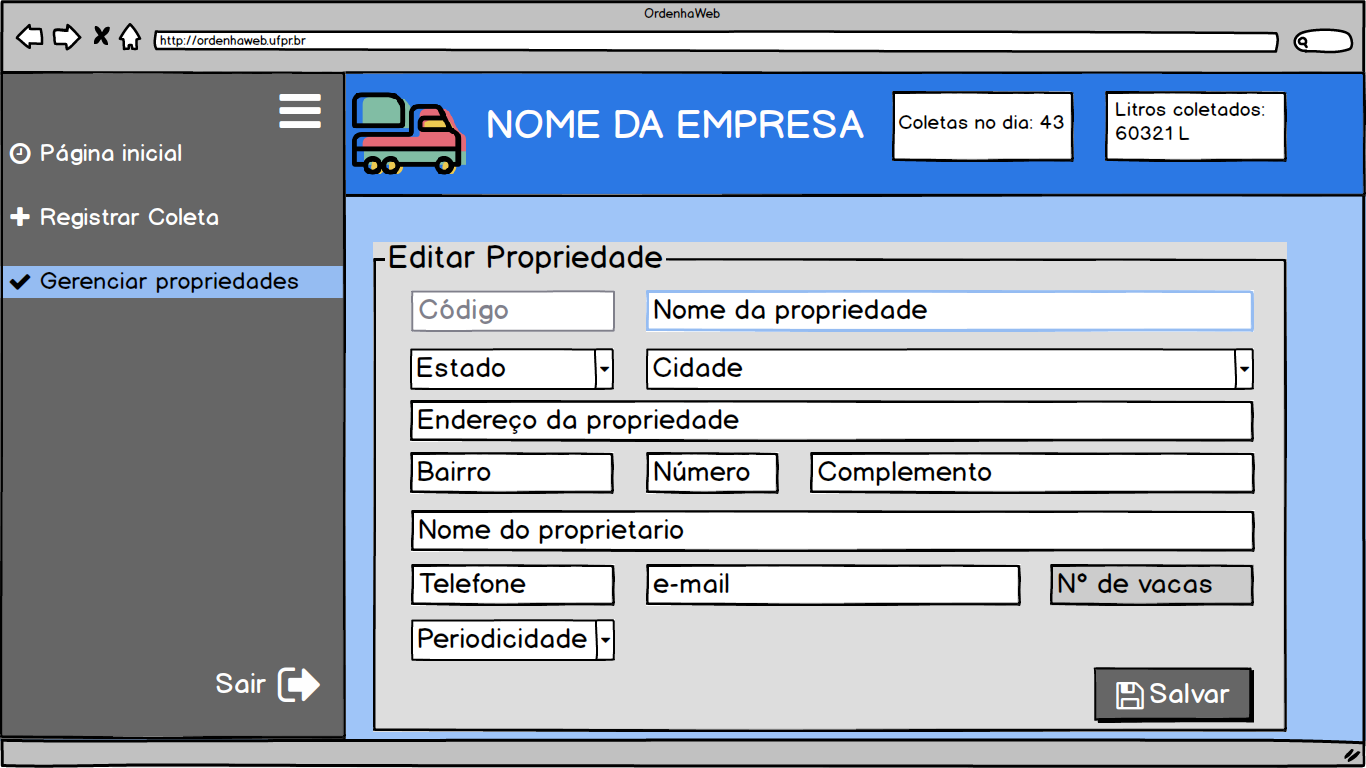 OrdenhaWeb
http://ordenhaweb.ufpr.br
Página inicial
Registrar Coleta
Gerenciar propriedades
Sair
NOME DA EMPRESA
Coletas no dia: 43
Litros coletados:
60321 L
Editar Propriedade
Código
Nome da propriedade
Estado
Cidade
Endereço da propriedade
Bairro
Número
Complemento
Nome do proprietario
Telefone
e-mail
N° de vacas
Periodicidade
Salvar